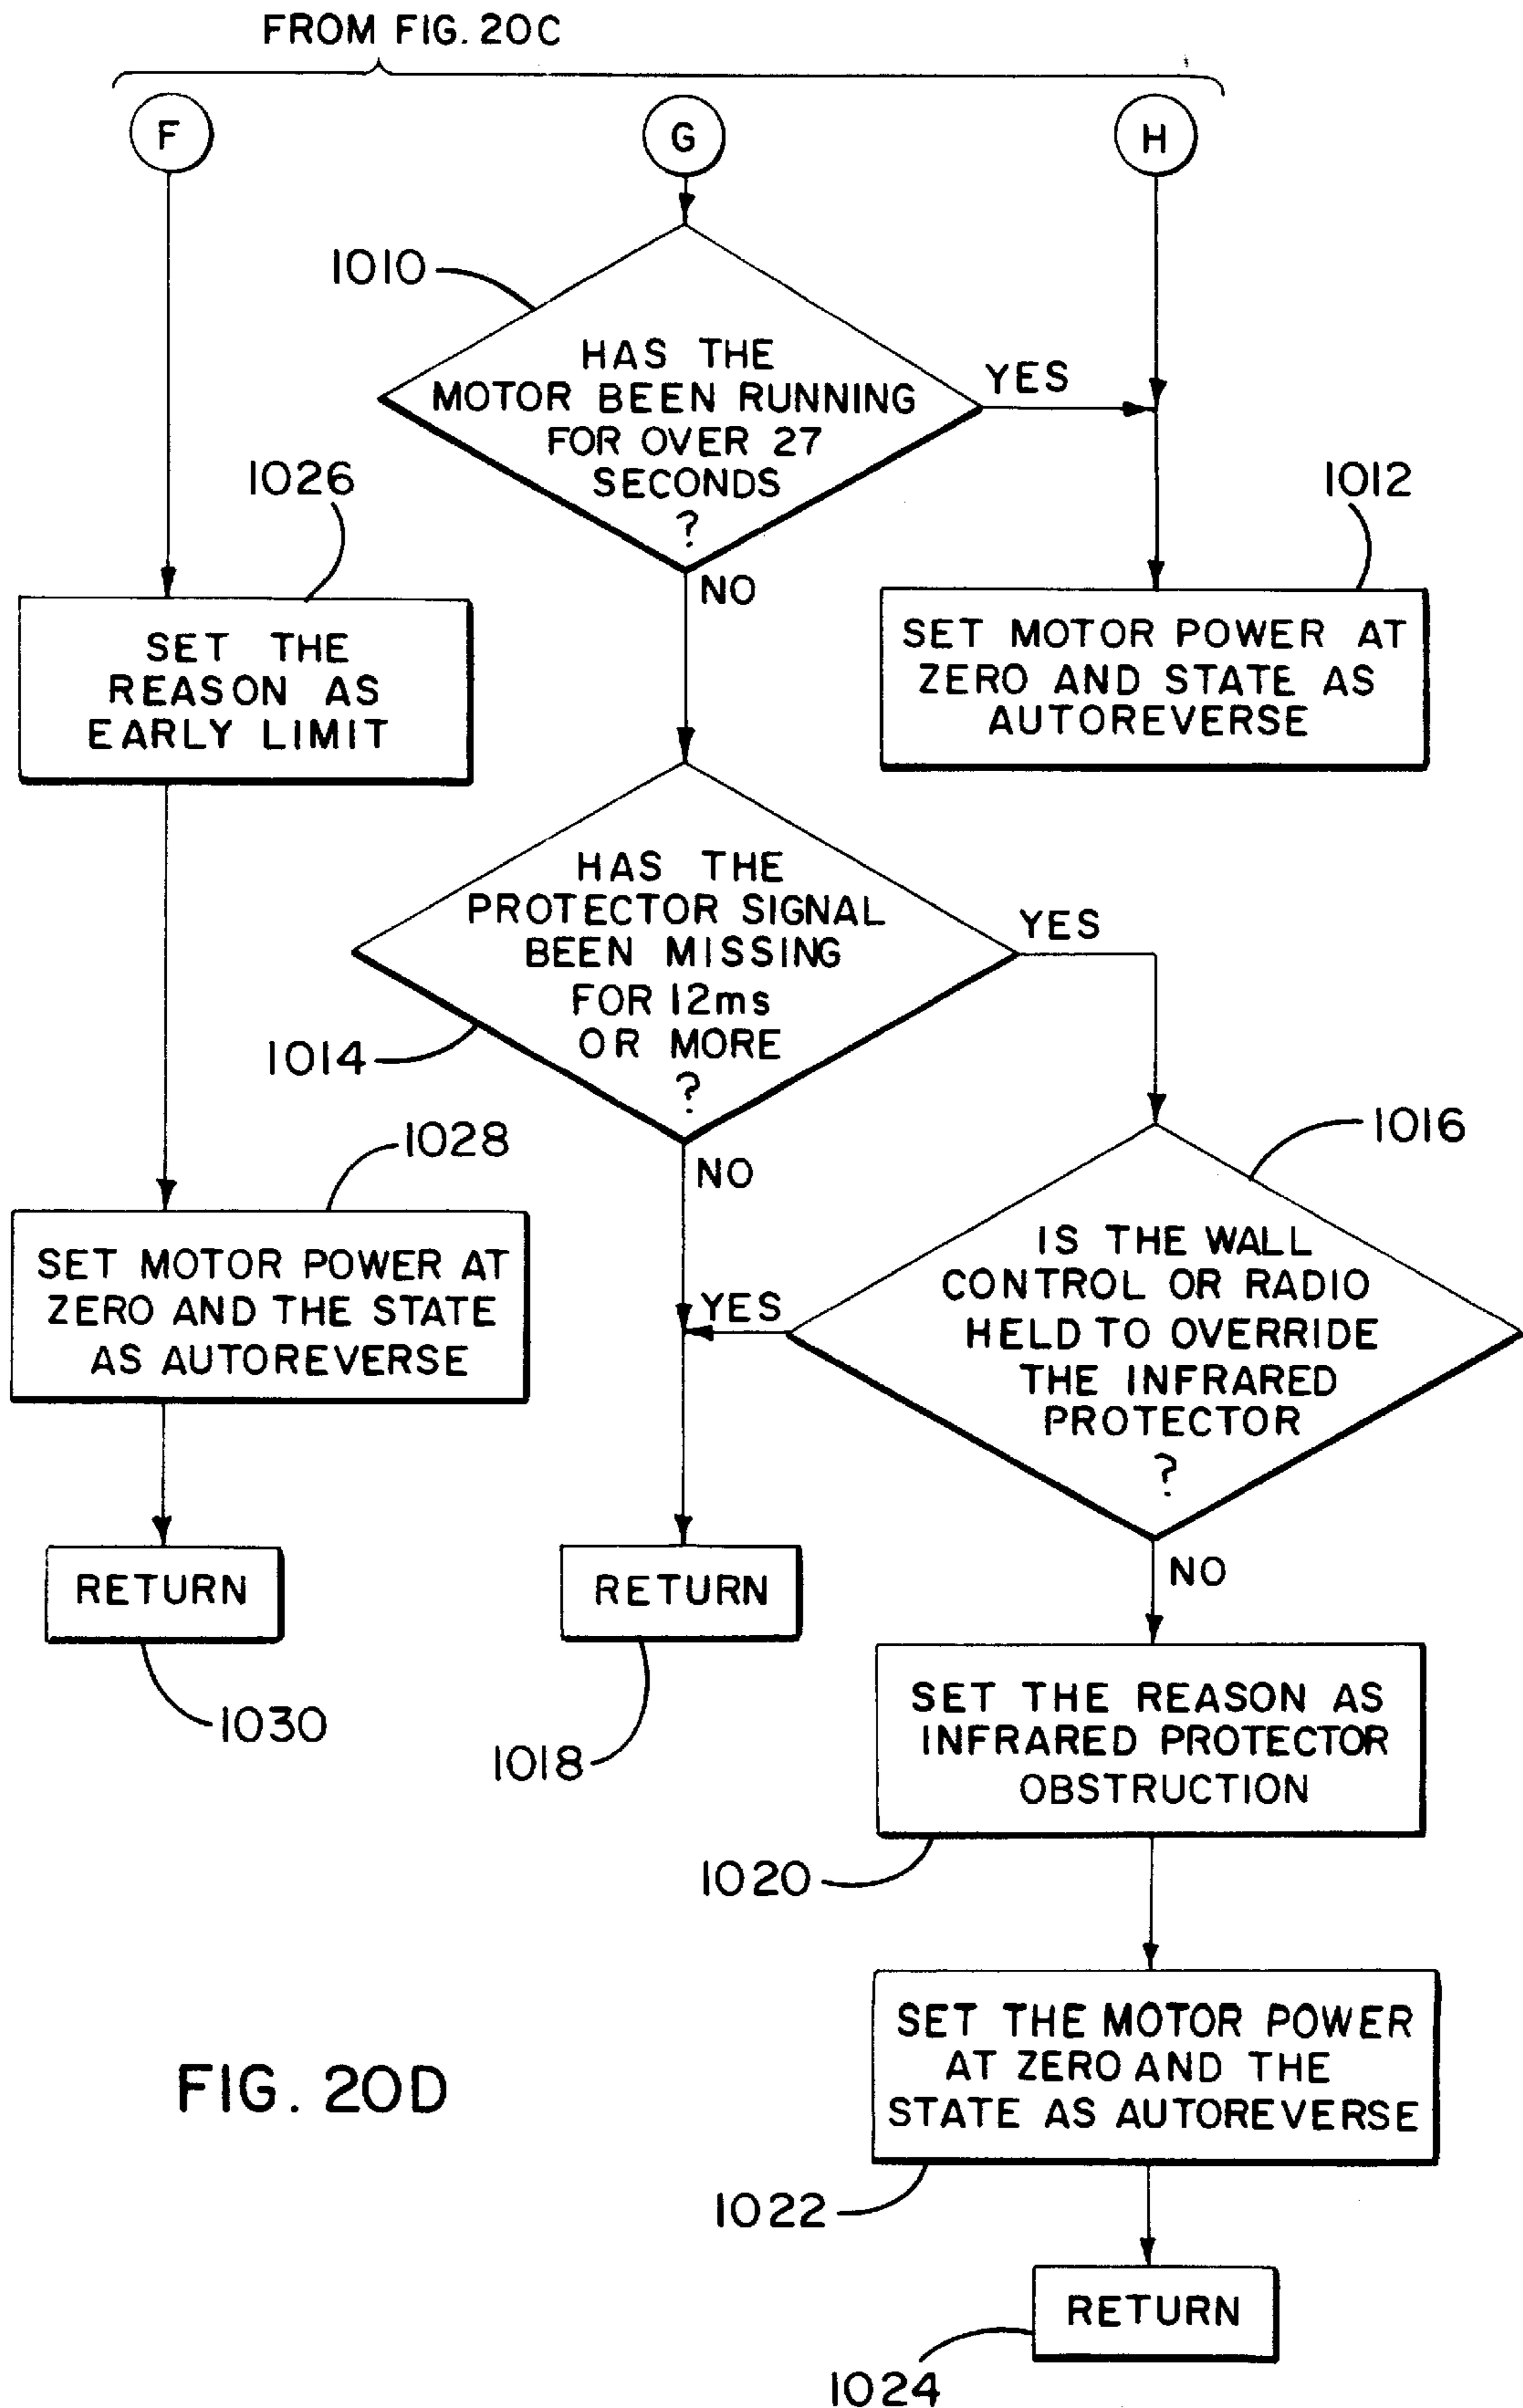 FROM FIG. 20C
F
G
H
1010
HAS THE
MOTOR BEEN RUNNING
FOR OVER 27
SECONDS
?
YES
NO
1026
SET THE
REASON AS
EARLY LIMIT
1012
SET MOTOR POWER AT
ZERO AND STATE AS
AUTOREVERSE
HAS THE
PROTECTOR SIGNAL
BEEN MISSING
FOR 12ms
OR MORE
?
YES
1014
NO
1028
SET MOTOR POWER AT
ZERO AND THE STATE
AS AUTOREVERSE
1016
IS THE WALL
CONTROL OR RADIO
HELD TO OVERRIDE
THE INFRARED
PROTECTOR
?
YES
NO
RETURN
1030
RETURN
1018
SET THE REASON AS
INFRARED PROTECTOR
OBSTRUCTION
1020
SET THE MOTOR POWER
AT ZERO AND THE
STATE AS AUTOREVERSE
1022
RETURN
1024
FIG. 20D